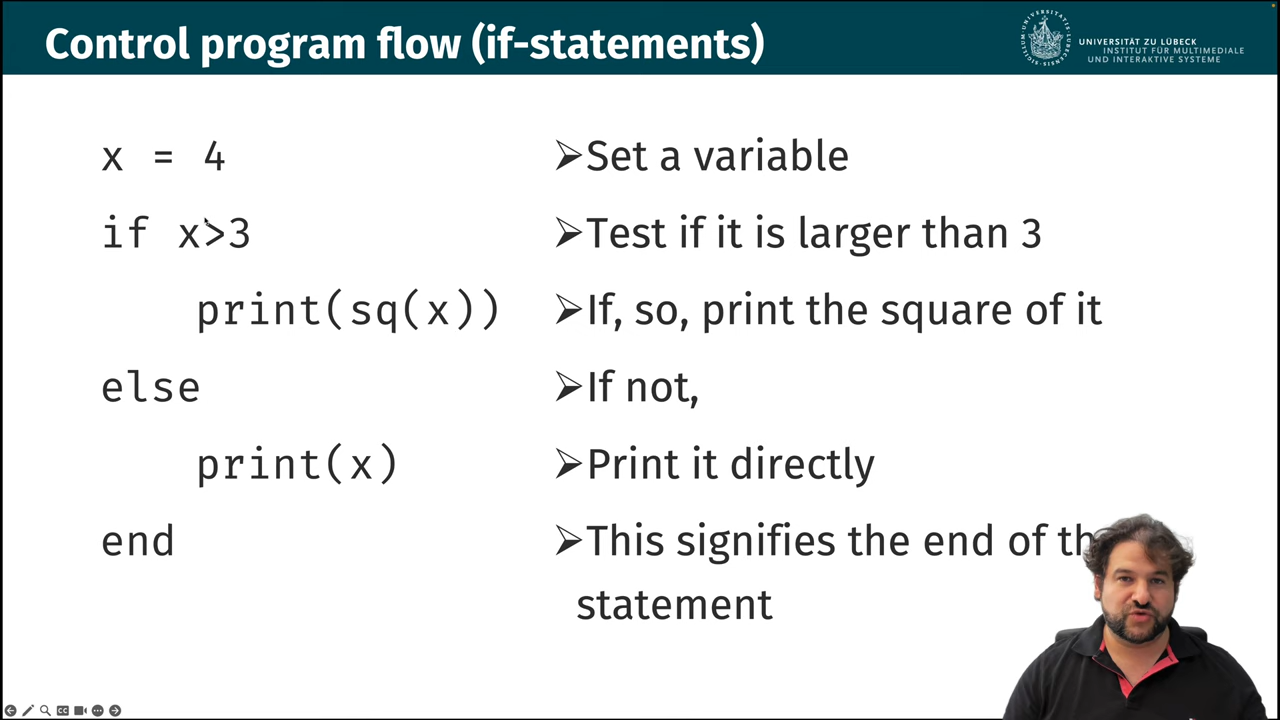 Control program flow (if-statements)
UNIVERSITÄT ZU LÜBECK
INSTITUT FÜR MULTIMEDIALE
UND INTERAKTIVE SYSTEME
x = 4
➢Set a variable
if x>3
➢Test if it is larger than 3
print(sq(x))
➢If, so, print the square of it
else
➢If not,
print(x)
➢Print it directly
end
➢This signifies the end of th
statement